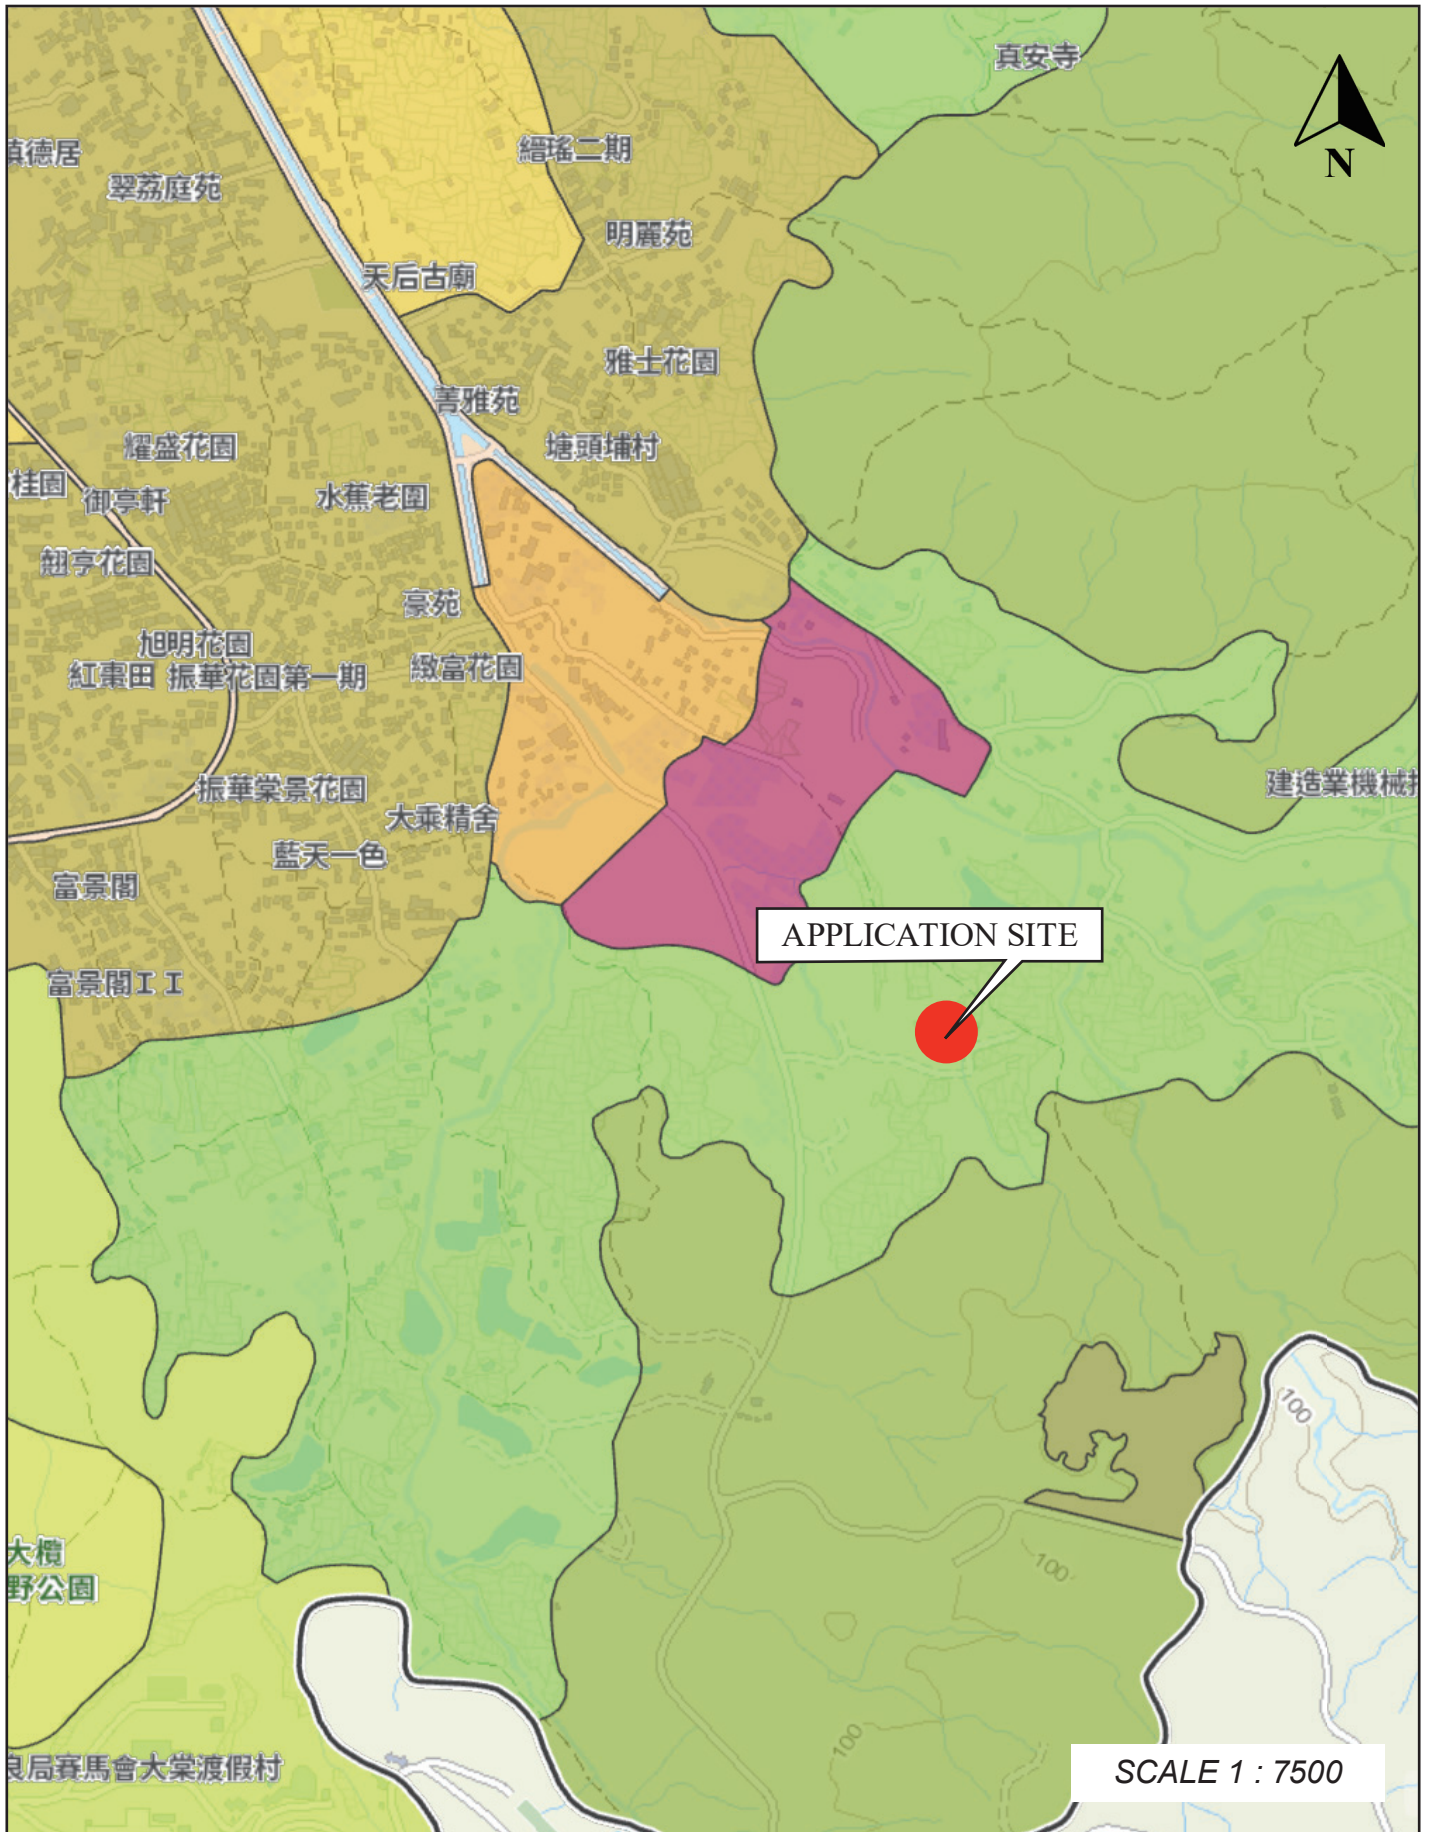 真安寺
N
縉瑤二期
真德居
翠荔庭苑
明麗苑
天后古廟
雅士花園
菁雅苑
耀盛花園
塘頭埔村
桂園
御亭軒
水蕉老圍
翹亨花園
豪苑
旭明花園
紅棗田
振華花園第一期
緻富花園
建造業機械
振華棠景花園
大乘精舍
藍天一色
富景閣
APPLICATION SITE
富景閣II
100
大欖
野公園
100
100
良局賽馬會大棠渡假村
SCALE 1 : 7500